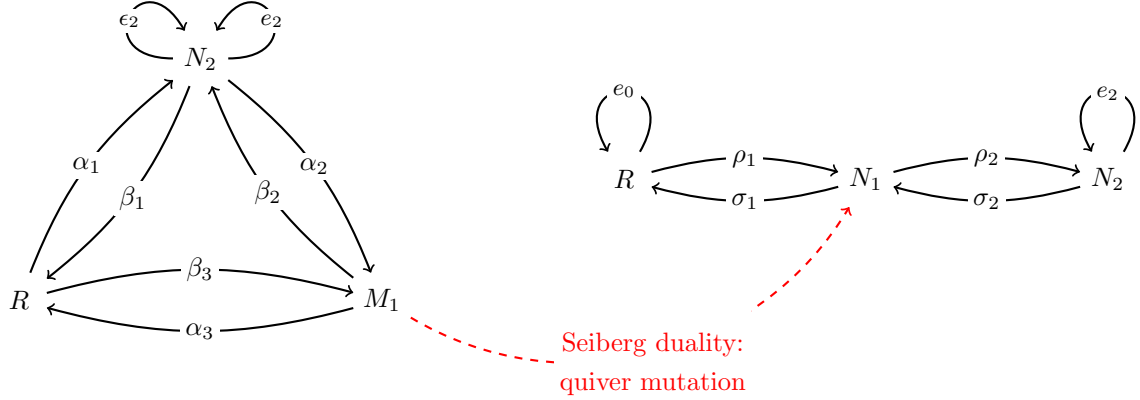 ϵ₂
e₂
N₂
α₁
β₁
β₂
α₂
R
β₃
α₃
M₁
e₀
e₂
R
ρ₁
σ₁
N₁
ρ₂
σ₂
N₂
Seiberg duality:
quiver mutation